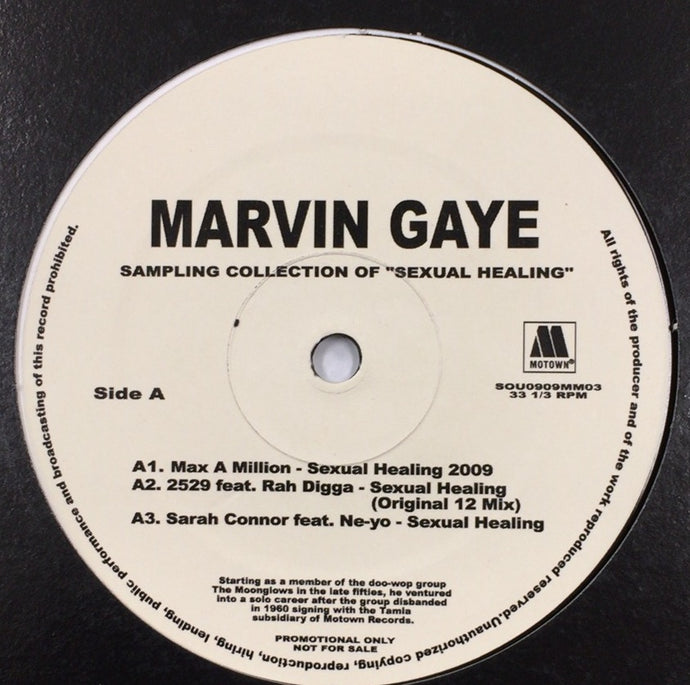 MARVIN GAYE
SAMPLING COLLECTION OF "SEXUAL HEALING"
MOTOWN®
Side A
SOU0909MM03
33 1/3 RPM
A1. Max A Million - Sexual Healing 2009
A2. 2529 feat. Rah Digga - Sexual Healing
(Original 12 Mix)
A3. Sarah Connor feat. Ne-yo - Sexual Healing
Starting as a member of the doo-wop group
The Moonglows in the late fifties, he ventured
into a solo career after the group disbanded
in 1960 signing with the Tamla
subsidiary of Motown Records.
PROMOTIONAL ONLY
NOT FOR SALE
All rights of the producer and of the work reproduced reserved.Unauthorized copying, reproduction, hiring, lending, public performance and broadcasting of this record prohibited.